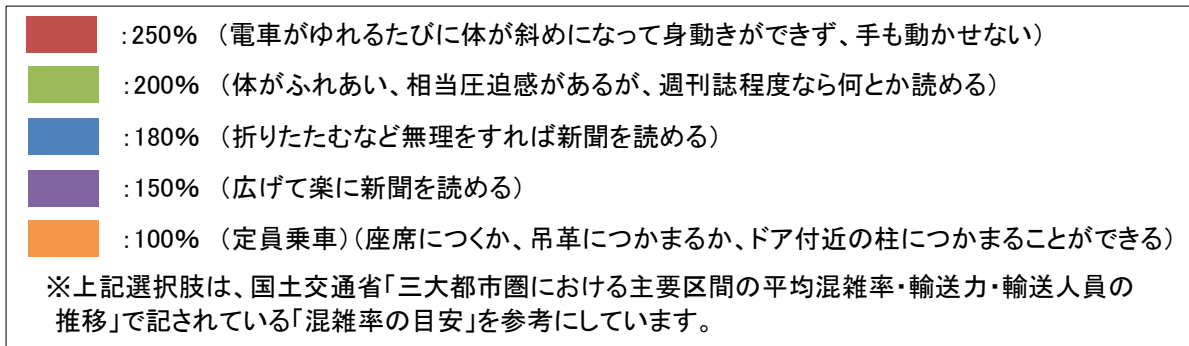 :250% (電車がゆれるたびに体が斜めになって身動きができず、手も動かせない)
:200% (体がふれあい、相当圧迫感があるが、週刊誌程度なら何とか読める)
:180% (折りたたむなど無理をすれば新聞を読める)
:150% (広げて楽に新聞を読める)
:100% (定員乗車)(座席につくか、吊革につかまるか、ドア付近の柱につかまることができる)
※上記選択肢は、国土交通省「三大都市圏における主要区間の平均混雑率・輸送力・輸送人員の
推移」で記されている「混雑率の目安」を参考にしています。